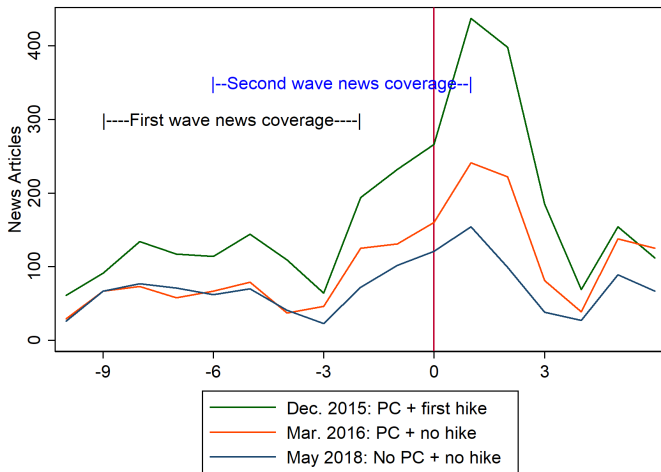 400
300
200
100
0
News Articles
|--Second wave news coverage--|
|----First wave news coverage----|
-9 -6 -3 0 3
Dec. 2015: PC + first hike
Mar. 2016: PC + no hike
May 2018: No PC + no hike